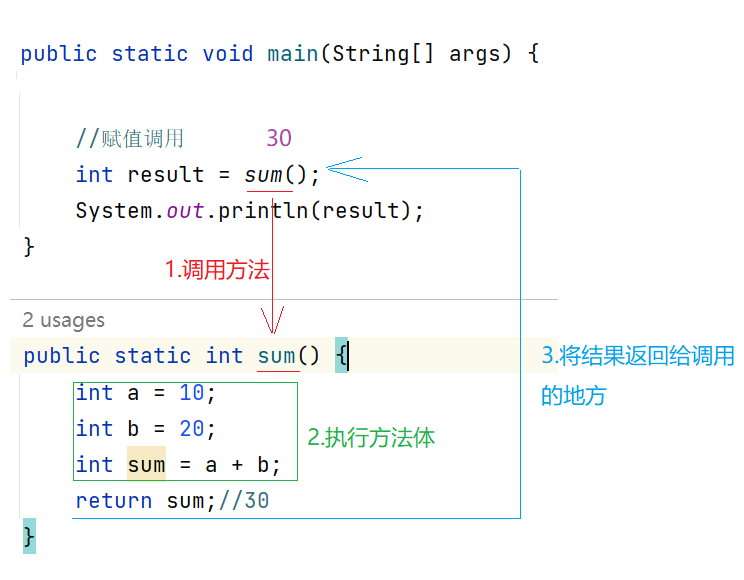 public static void main(String[] args) {
//赋值调用 30
int result = sum();
System.out.println(result);
}
1.调用方法
2 usages
public static int sum() {
3.将结果返回给调用
的地方
int a = 10;
int b = 20;
2.执行方法体
int sum = a + b;
return sum;//30
}